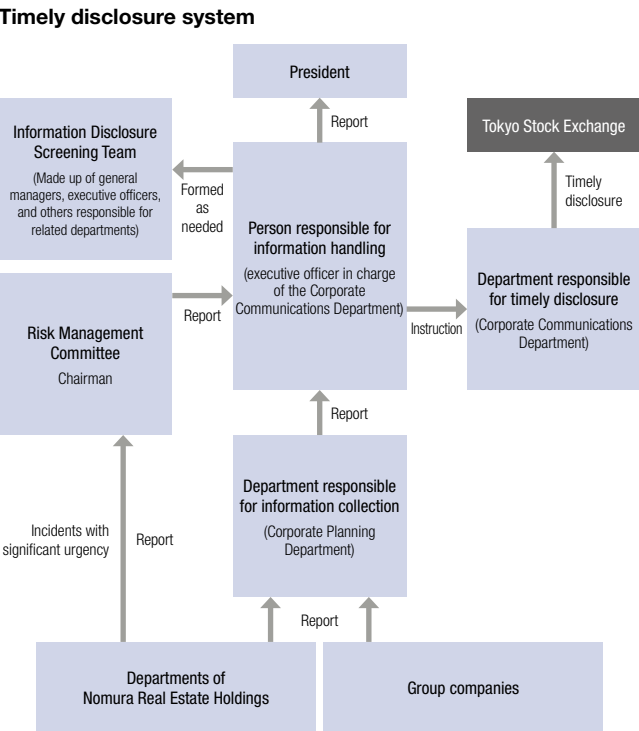 Timely disclosure system
President
Report
Information Disclosure
Screening Team
(Made up of general
managers, executive officers,
and others responsible for
related departments)
Formed
as
needed
Tokyo Stock Exchange
Timely
disclosure
Person responsible for
information handling
(executive officer in charge
of the Corporate
Communications Department)
Department responsible
for timely disclosure
(Corporate Communications
Department)
Risk Management
Committee
Chairman
Report
Instruction
Report
Department responsible
for information collection
(Corporate Planning
Department)
Incidents with
significant urgency
Report
Report
Departments of
Nomura Real Estate Holdings
Group companies